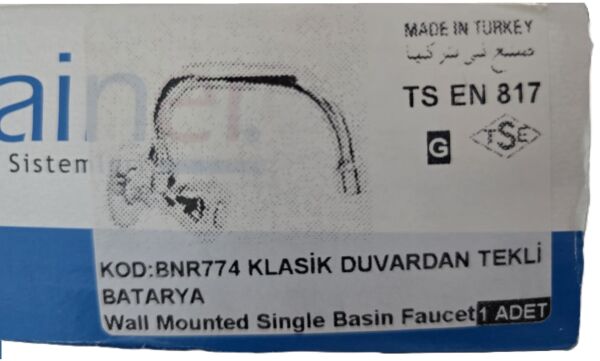 MADE IN TURKEY
صنع في تركيا
TS EN 817
G
TSE
ainer
Sistem
KOD:BNR774 KLASİK DUVARDAN TEKLİ
BATARYA
Wall Mounted Single Basin Faucet 1 ADET